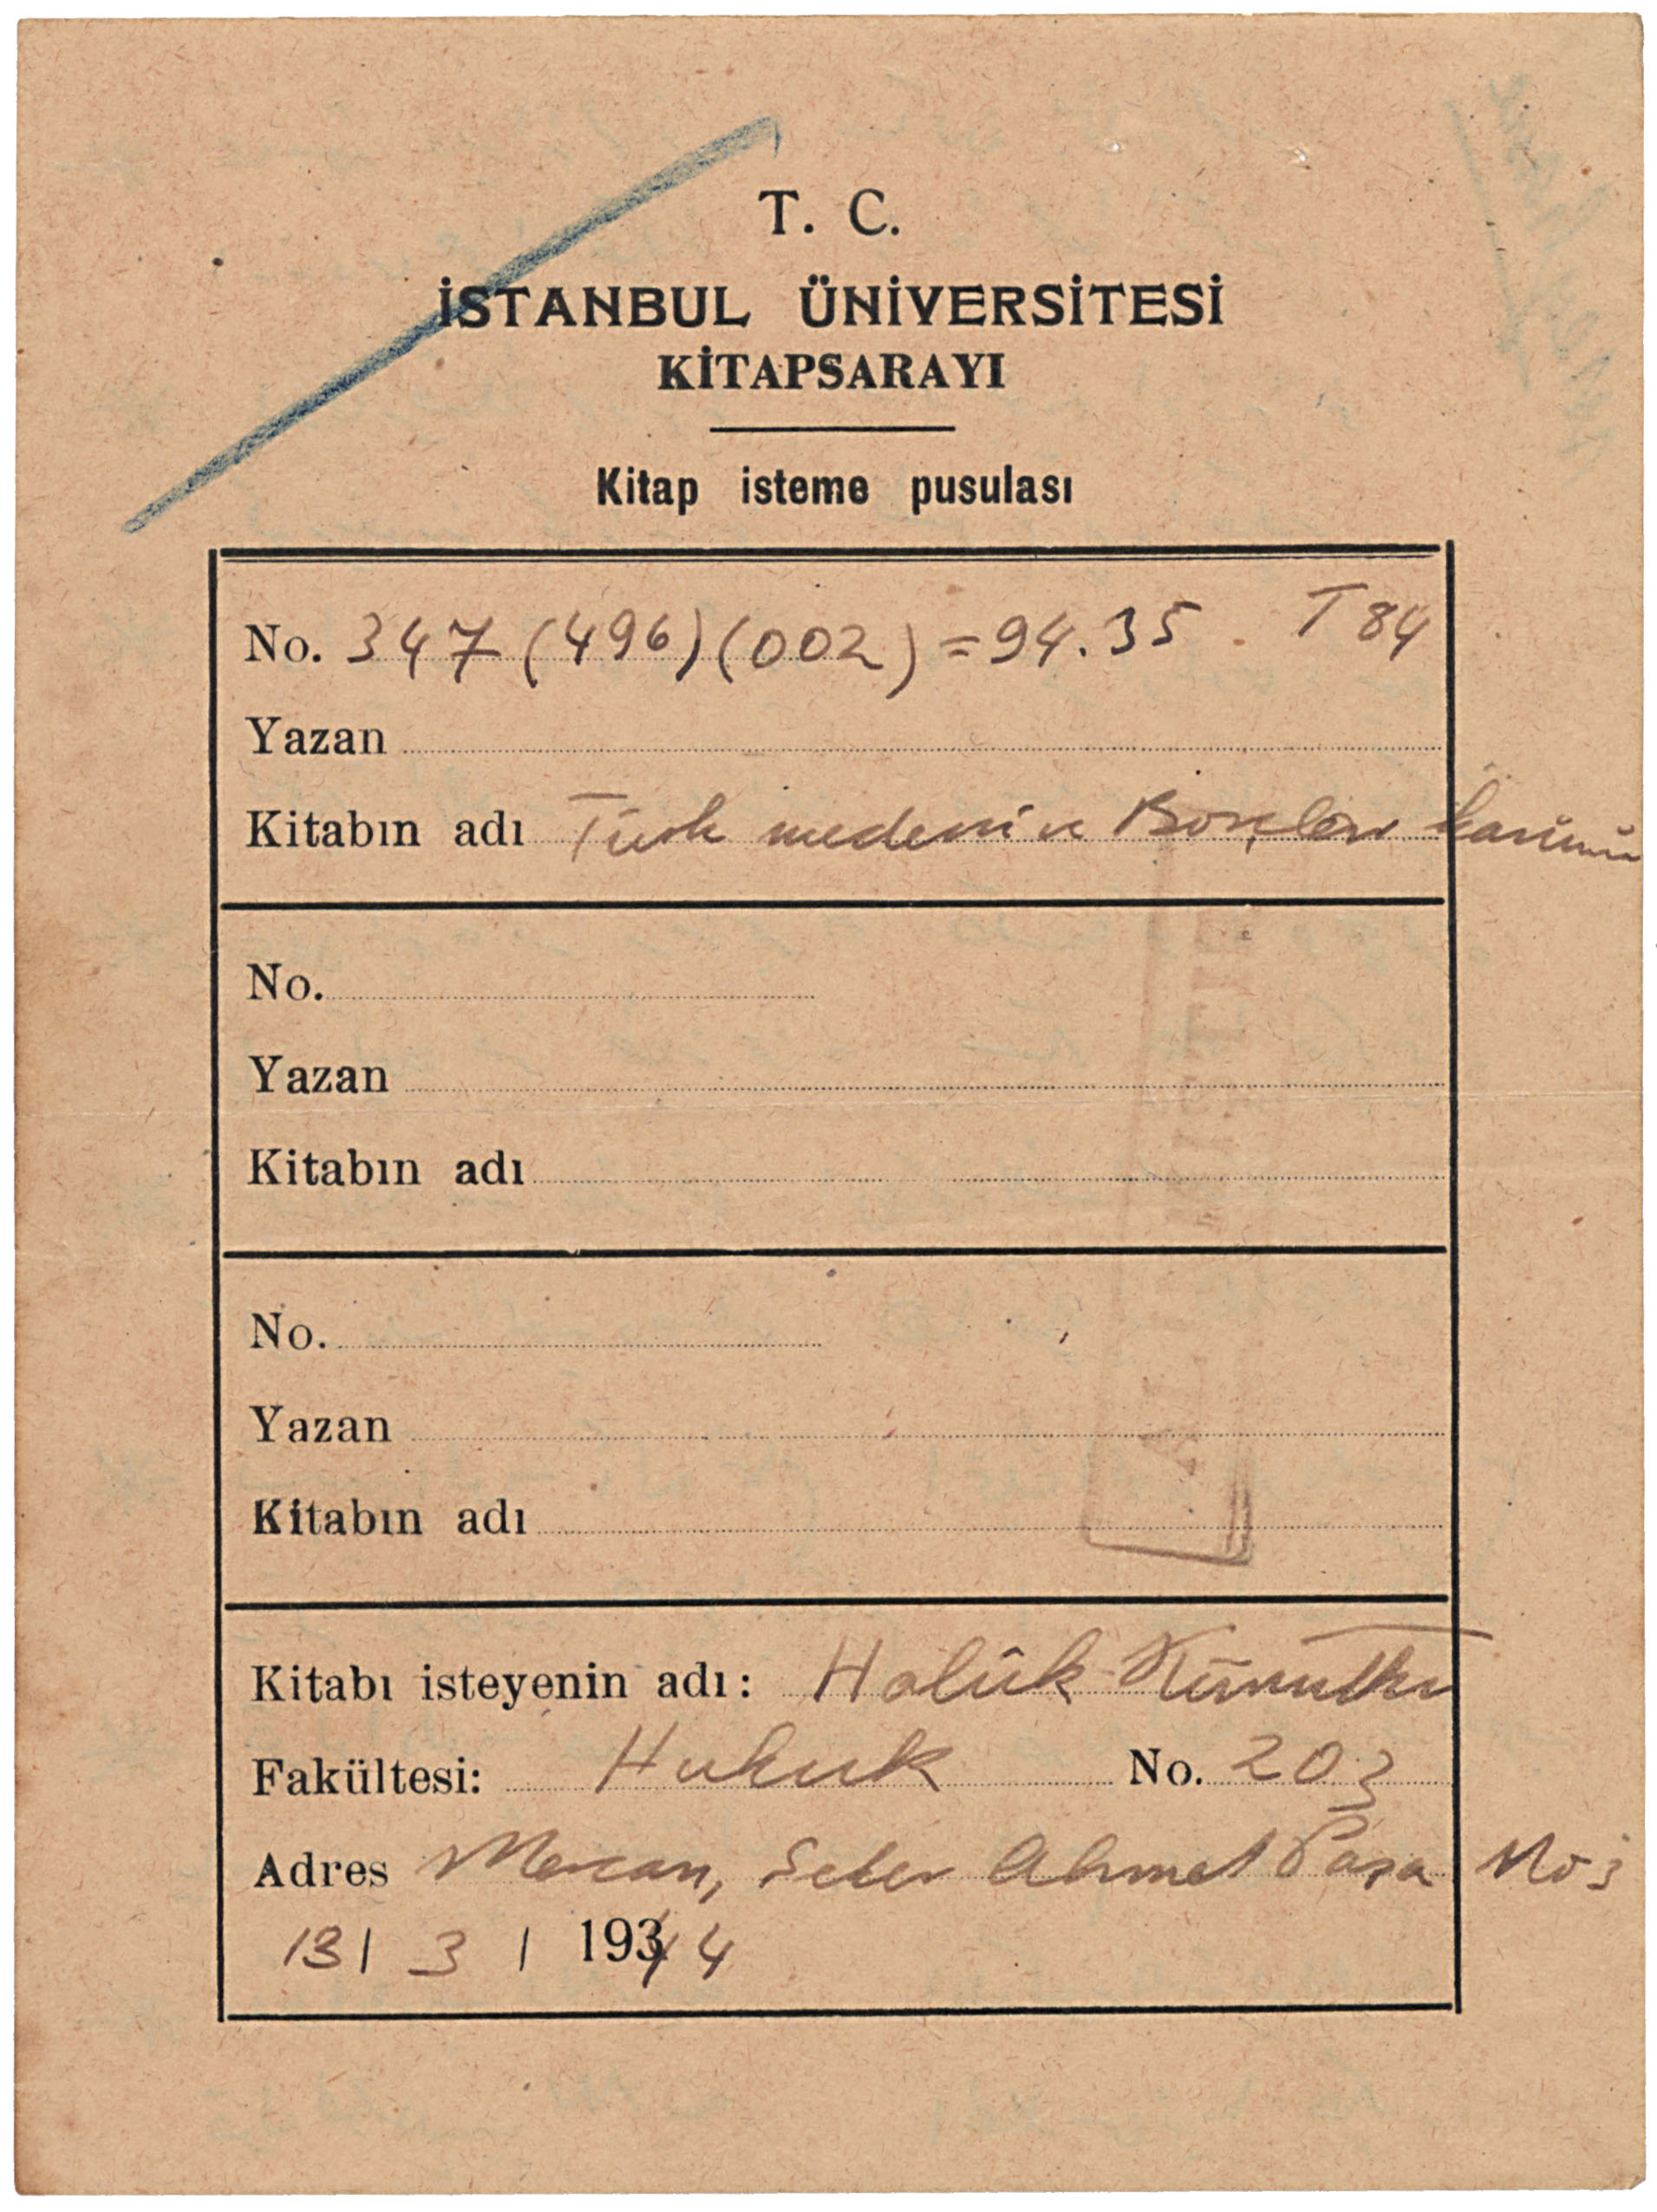 T. C.
İSTANBUL ÜNİVERSİTESİ
KİTAPSARAYI
Kitap isteme pusulası
No. 347 (496)(002)=94.35 T 84
Yazan
Kitabın adı Türk medeni ve Borçlar kanunu
No.
Yazan
Kitabın adı
No.
Yazan
Kitabın adı
Kitabı isteyenin adı: Halûk
Fakültesi: Hukuk No. 203
Adres Mercan, Ahmet Paşa No 3
13 / 3 / 1934 4